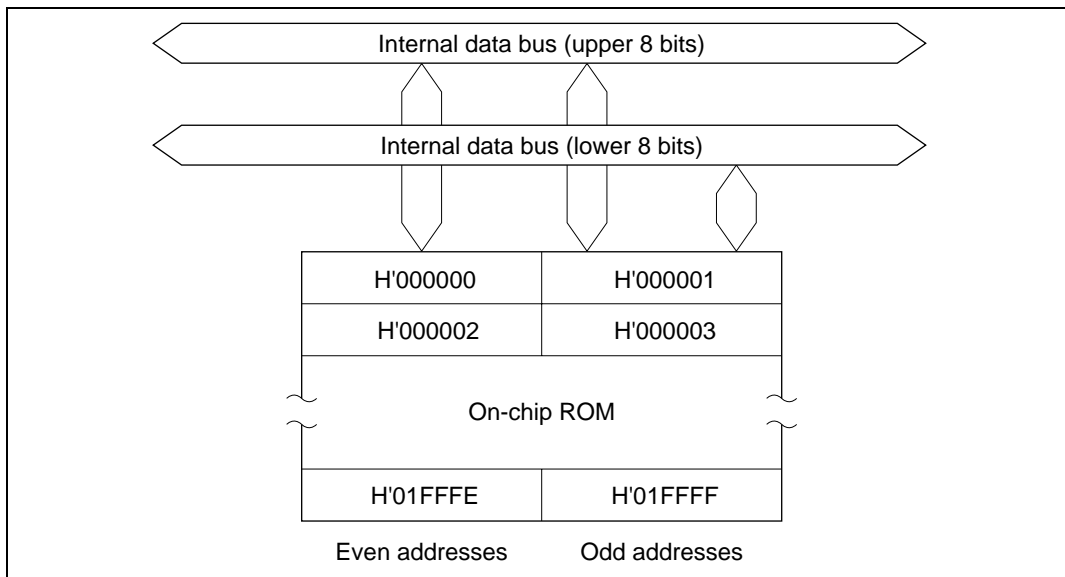 Internal data bus (upper 8 bits)
Internal data bus (lower 8 bits)
H'000000 H'000001
H'000002 H'000003
On-chip ROM
H'01FFFE H'01FFFF
Even addresses Odd addresses